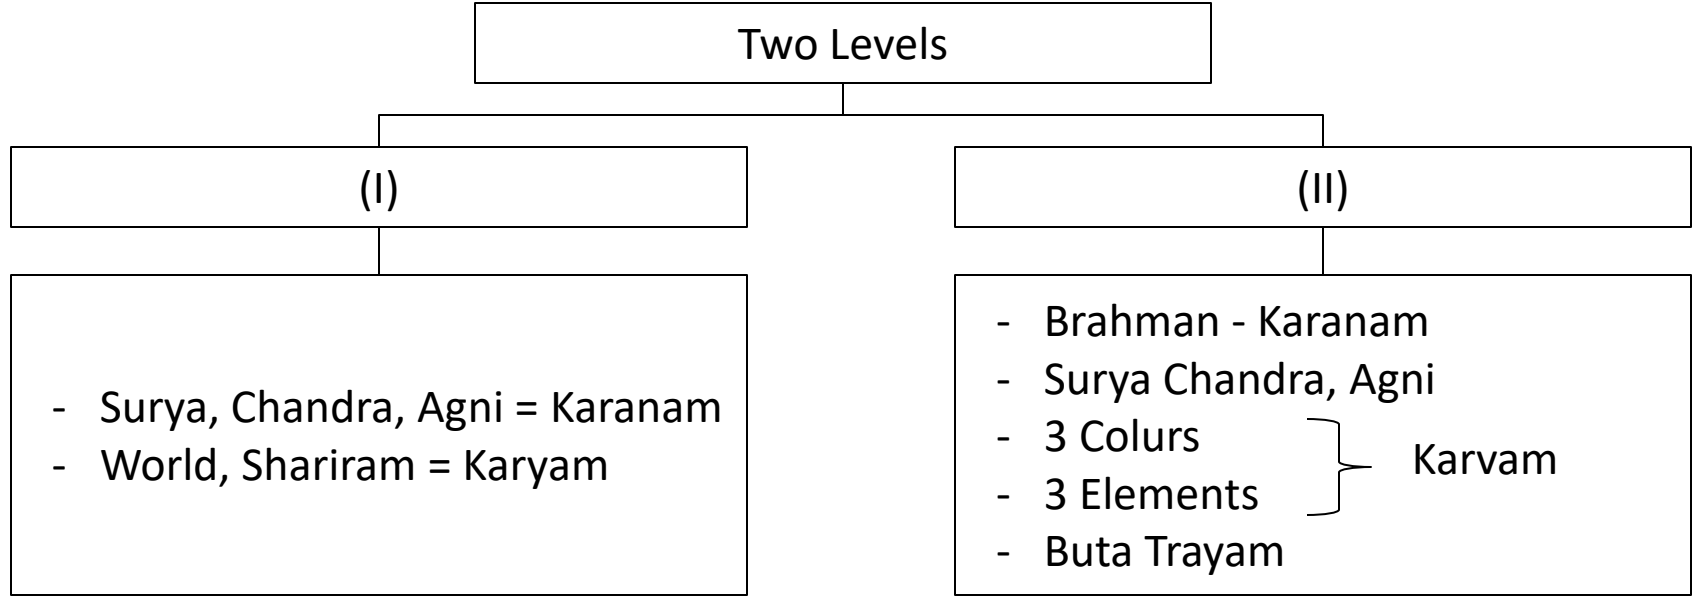 Two Levels
(I)
(II)
- Surya, Chandra, Agni = Karanam
- World, Shariram = Karyam
- Brahman - Karanam
- Surya Chandra, Agni
- 3 Colurs
- 3 Elements
Karvam
- Buta Trayam